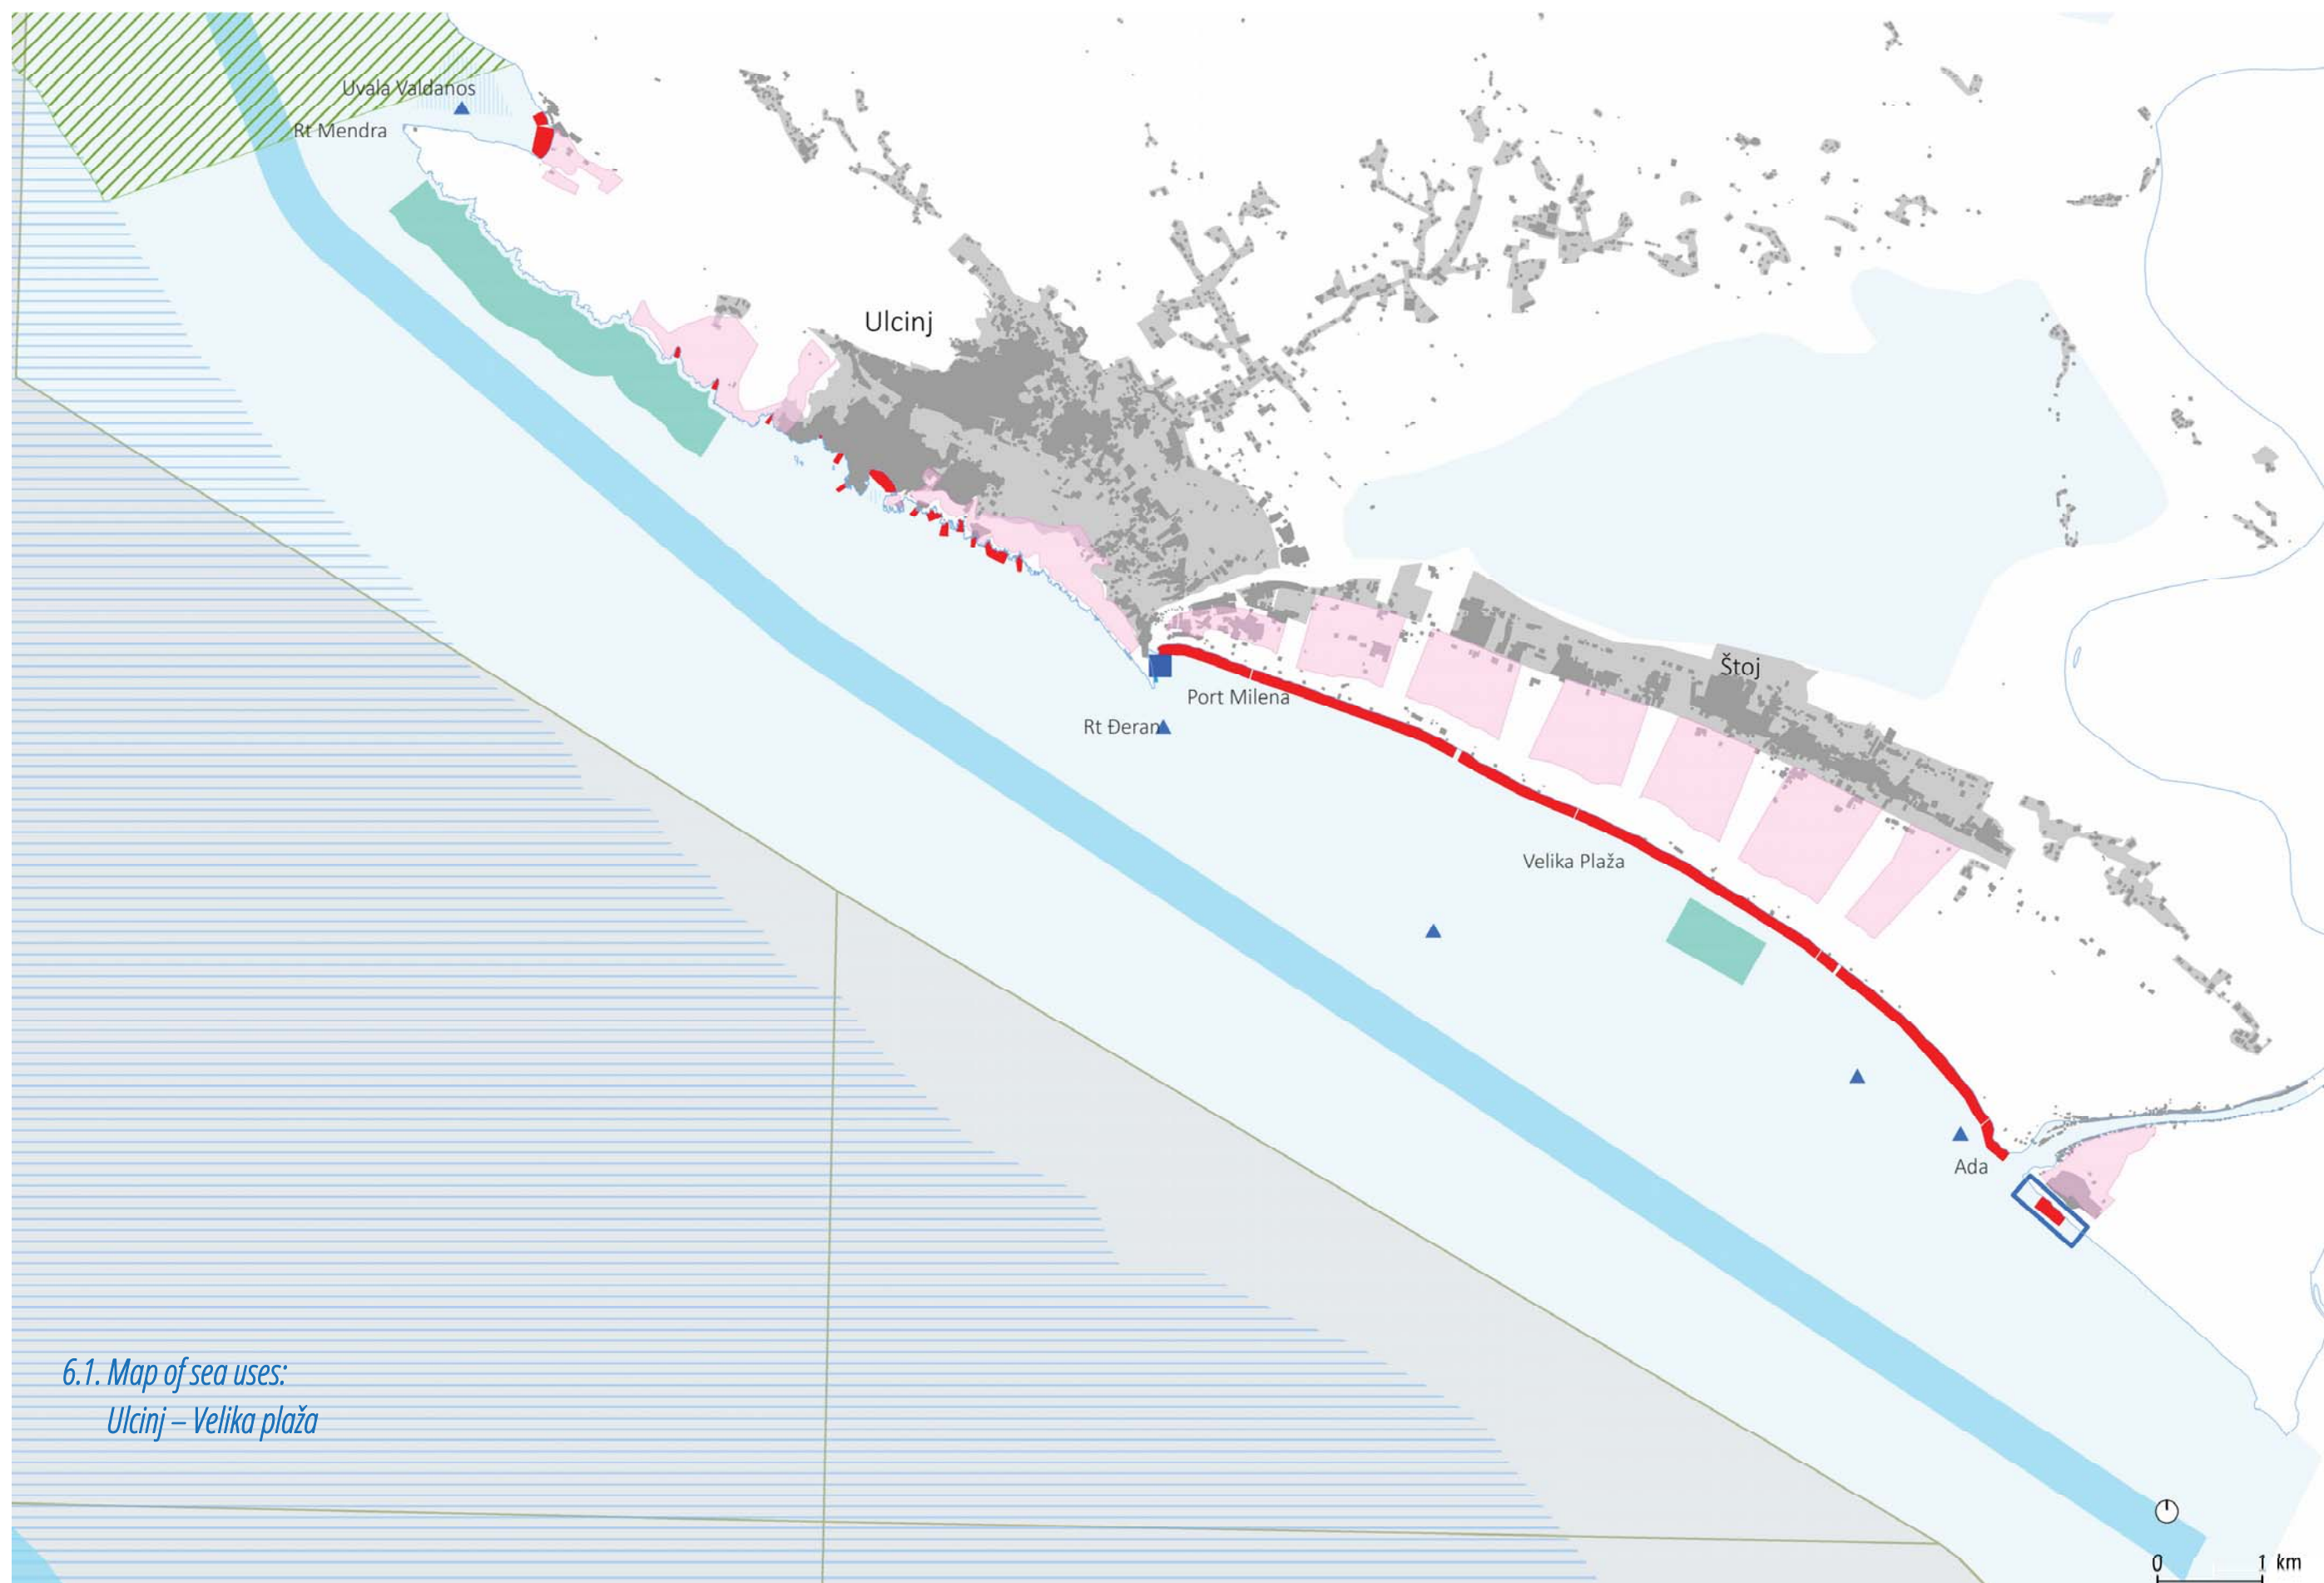 Uvala Valdanos
Rt Mendra
Ulcinj
Štoj
Port Milena
Rt Đeran
Velika Plaža
Ada
6.1. Map of sea uses:
Ulcinj – Velika plaža
0 1 km